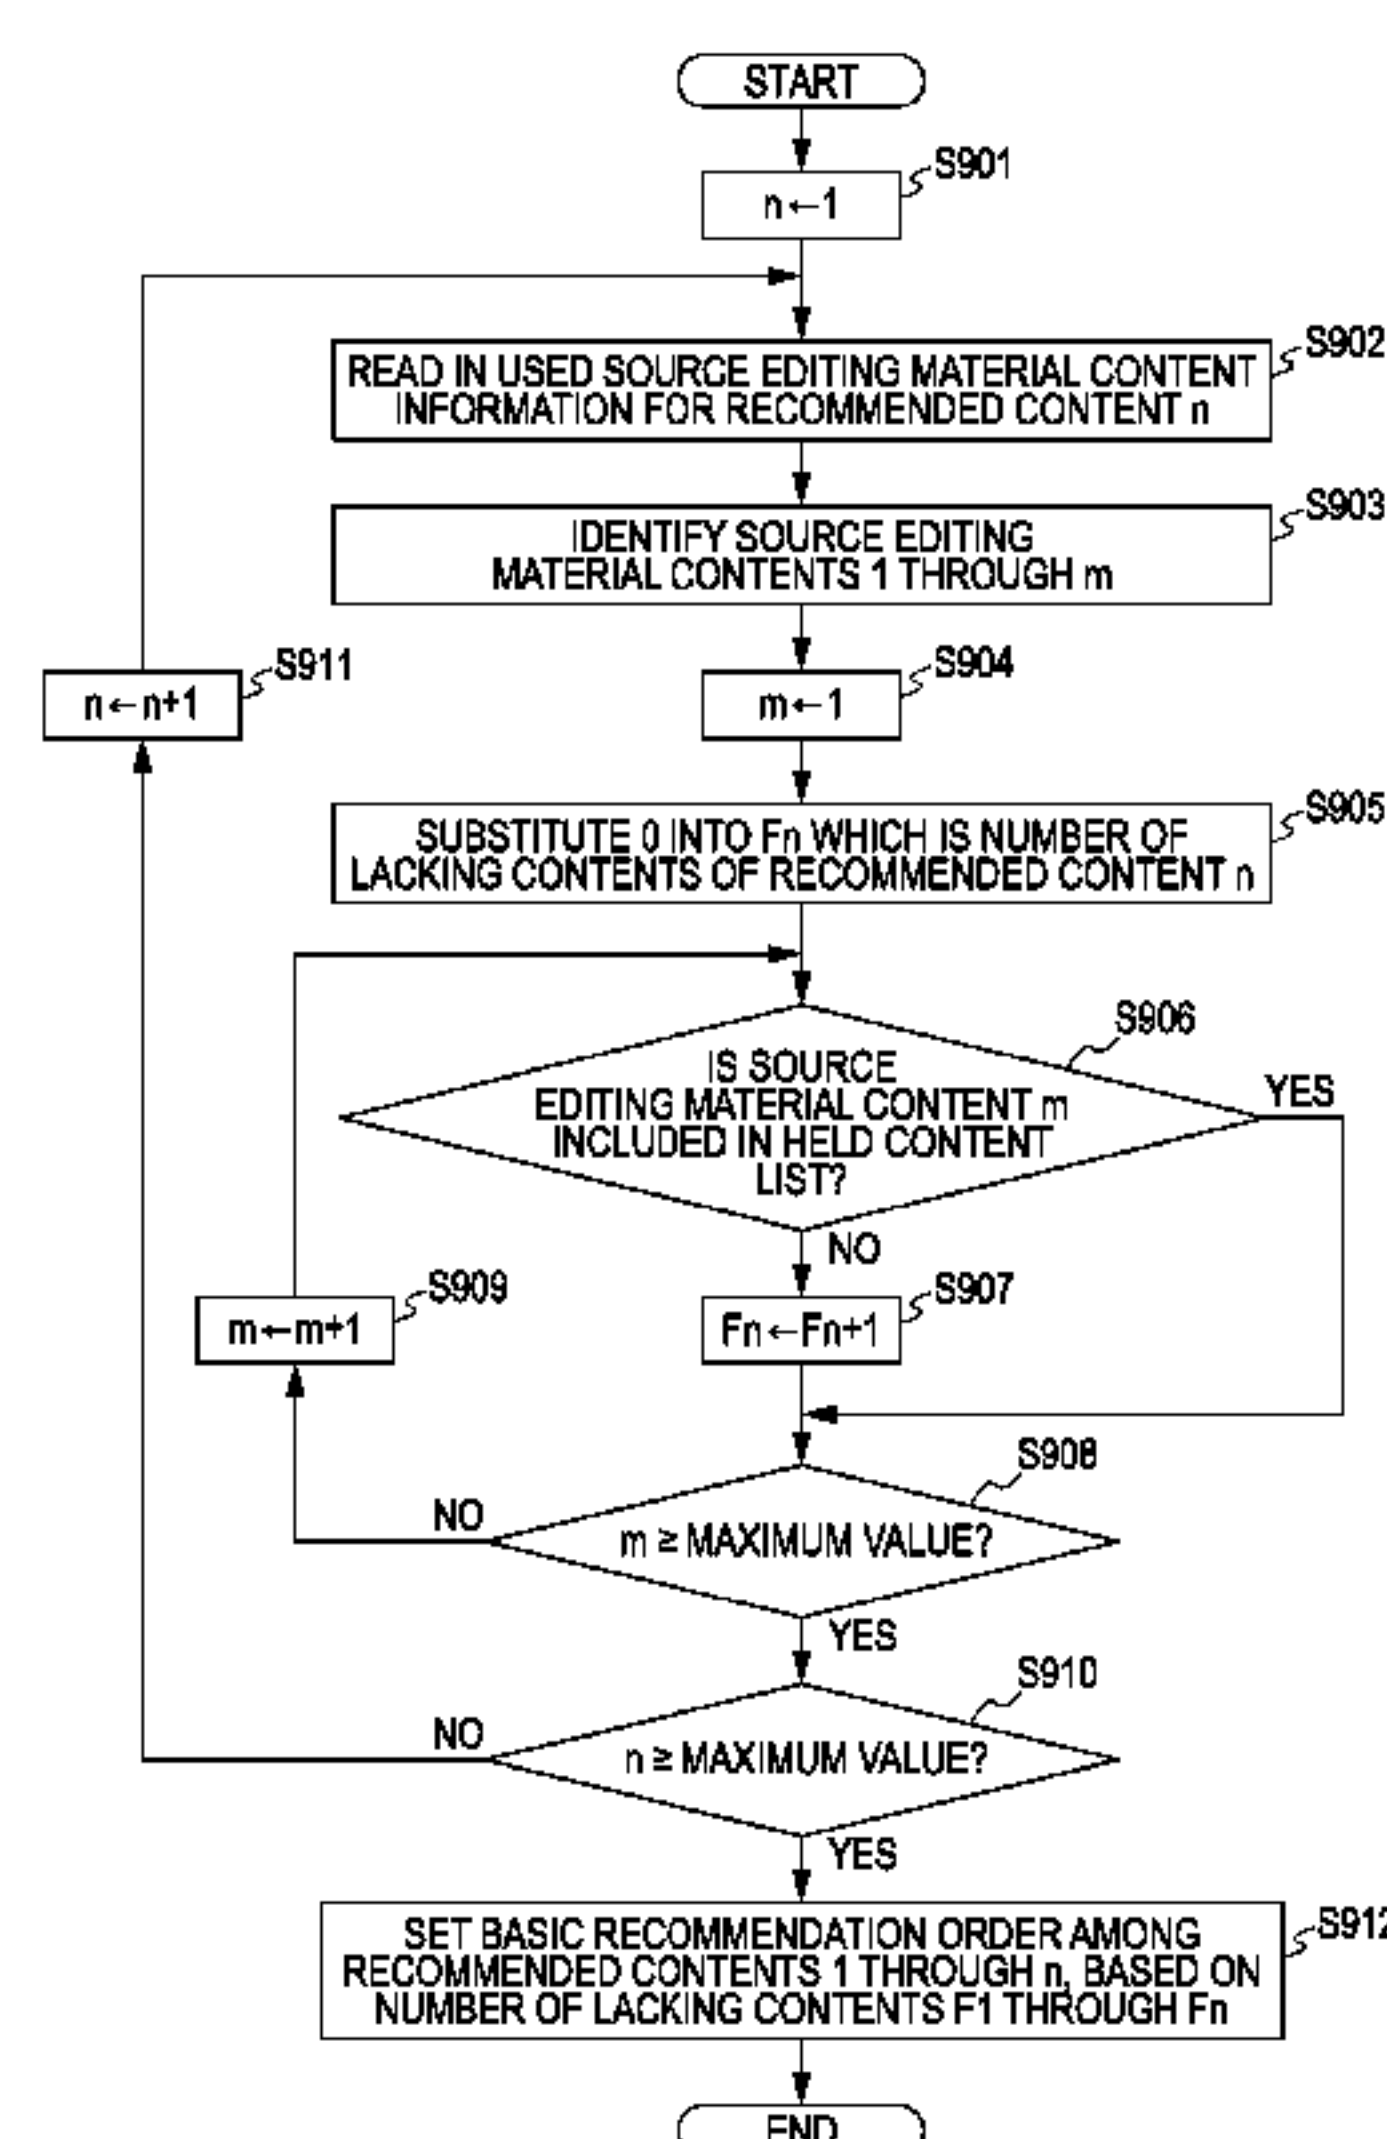 START
S901
n←1
S902
READ IN USED SOURCE EDITING MATERIAL CONTENT
INFORMATION FOR RECOMMENDED CONTENT n
S903
IDENTIFY SOURCE EDITING
MATERIAL CONTENTS 1 THROUGH m
S911
n←n+1
S904
m←1
S905
SUBSTITUTE 0 INTO Fn WHICH IS NUMBER OF
LACKING CONTENTS OF RECOMMENDED CONTENT n
S906
IS SOURCE
EDITING MATERIAL CONTENT m
INCLUDED IN HELD CONTENT
LIST?
YES
NO
S909
m←m+1
S907
Fn←Fn+1
S908
NO
m ≥ MAXIMUM VALUE?
YES
S910
NO
n ≥ MAXIMUM VALUE?
YES
S912
SET BASIC RECOMMENDATION ORDER AMONG
RECOMMENDED CONTENTS 1 THROUGH n, BASED ON
NUMBER OF LACKING CONTENTS F1 THROUGH Fn
END